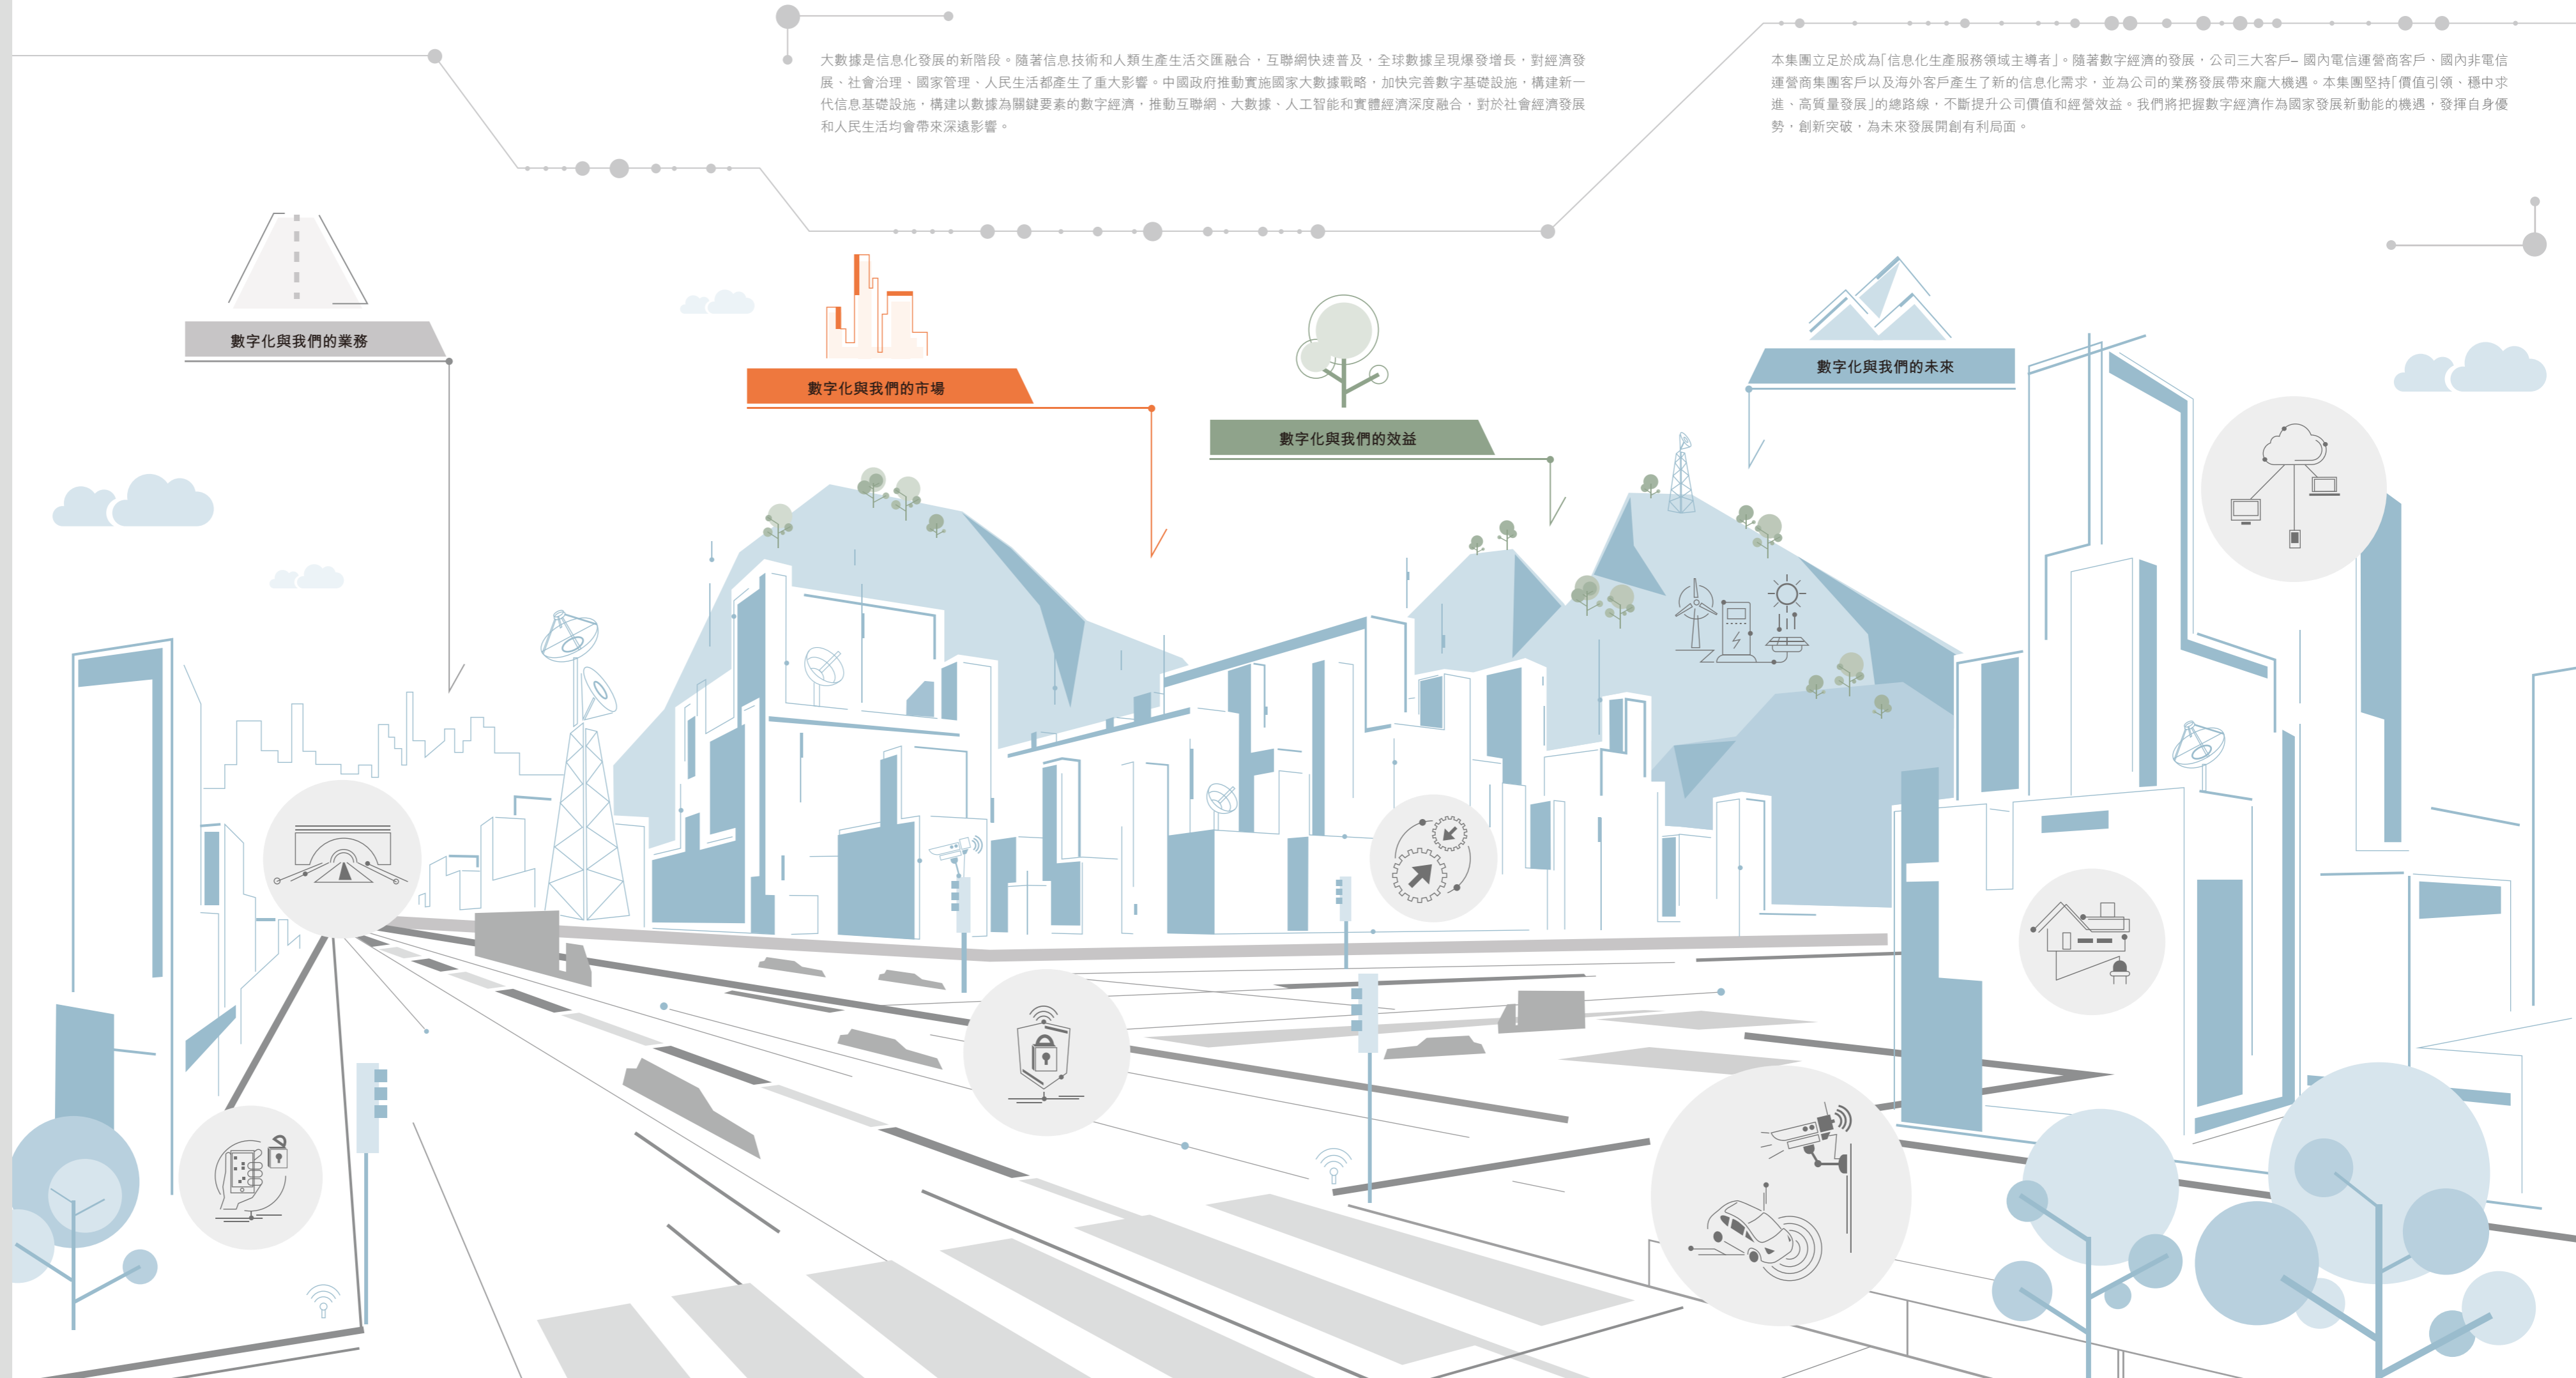 大數據是信息化發展的新階段。隨著信息技術和人類生產生活交匯融合，互聯網快速普及，全球數據呈現爆發增長，對經濟發
展、社會治理、國家管理、人民生活都產生了重大影響。中國政府推動實施國家大數據戰略，加快完善數字基礎設施，構建新一
代信息基礎設施，構建以數據為關鍵要素的數字經濟，推動互聯網、大數據、人工智能和實體經濟深度融合，對於社會經濟發展
和人民生活均會帶來深遠影響。
本集團立足於成為「信息化生產服務領域主導者」。隨著數字經濟的發展，公司三大客戶– 國內電信運營商客戶、國內非電信
運營商集團客戶以及海外客戶產生了新的信息化需求，並為公司的業務發展帶來龐大機遇。本集團堅持「價值引領、穩中求
進、高質量發展」的總路線，不斷提升公司價值和經營效益。我們將把握數字經濟作為國家發展新動能的機遇，發揮自身優
勢，創新突破，為未來發展開創有利局面。
數字化與我們的業務
數字化與我們的市場
數字化與我們的效益
數字化與我們的未來